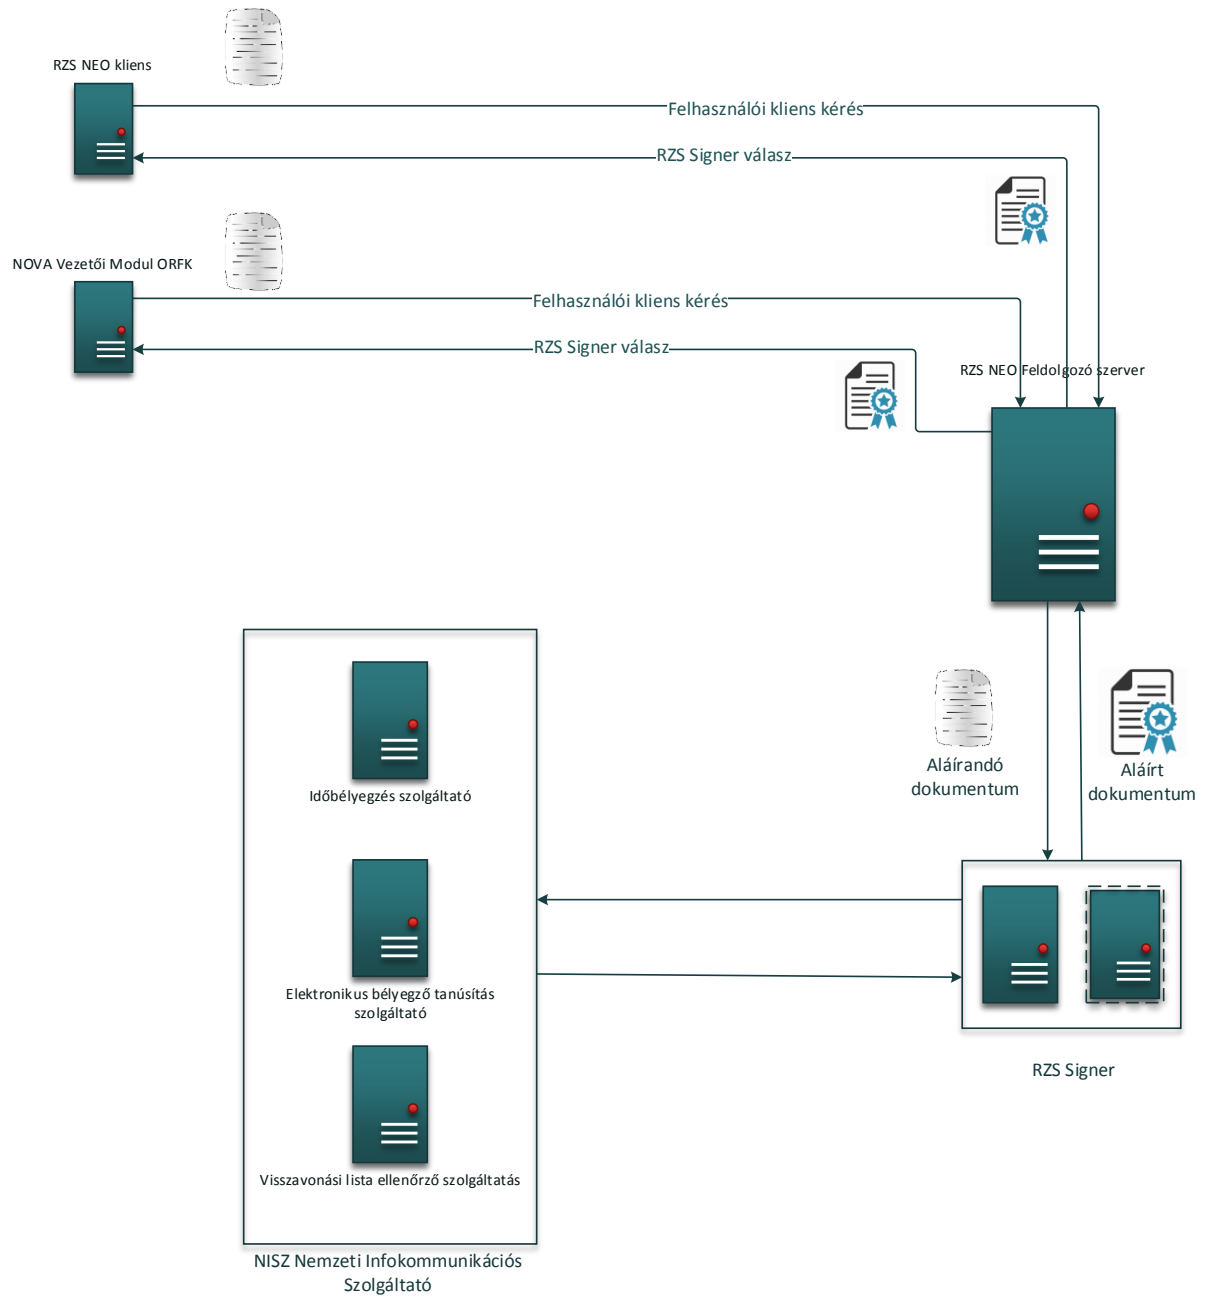 RZS NEO kliens
Felhasználói kliens kérés
RZS Signer válasz
NOVA Vezetői Modul ORFK
Felhasználói kliens kérés
RZS Signer válasz
RZS NEO Feldolgozó szerver
Aláírandó
dokumentum
Aláírt
dokumentum
Időbélyegzés szolgáltató
Elektronikus bélyegző tanúsítás
szolgáltató
Visszavonási lista ellenőrző szolgáltatás
RZS Signer
NISZ Nemzeti Infokommunikációs
Szolgáltató